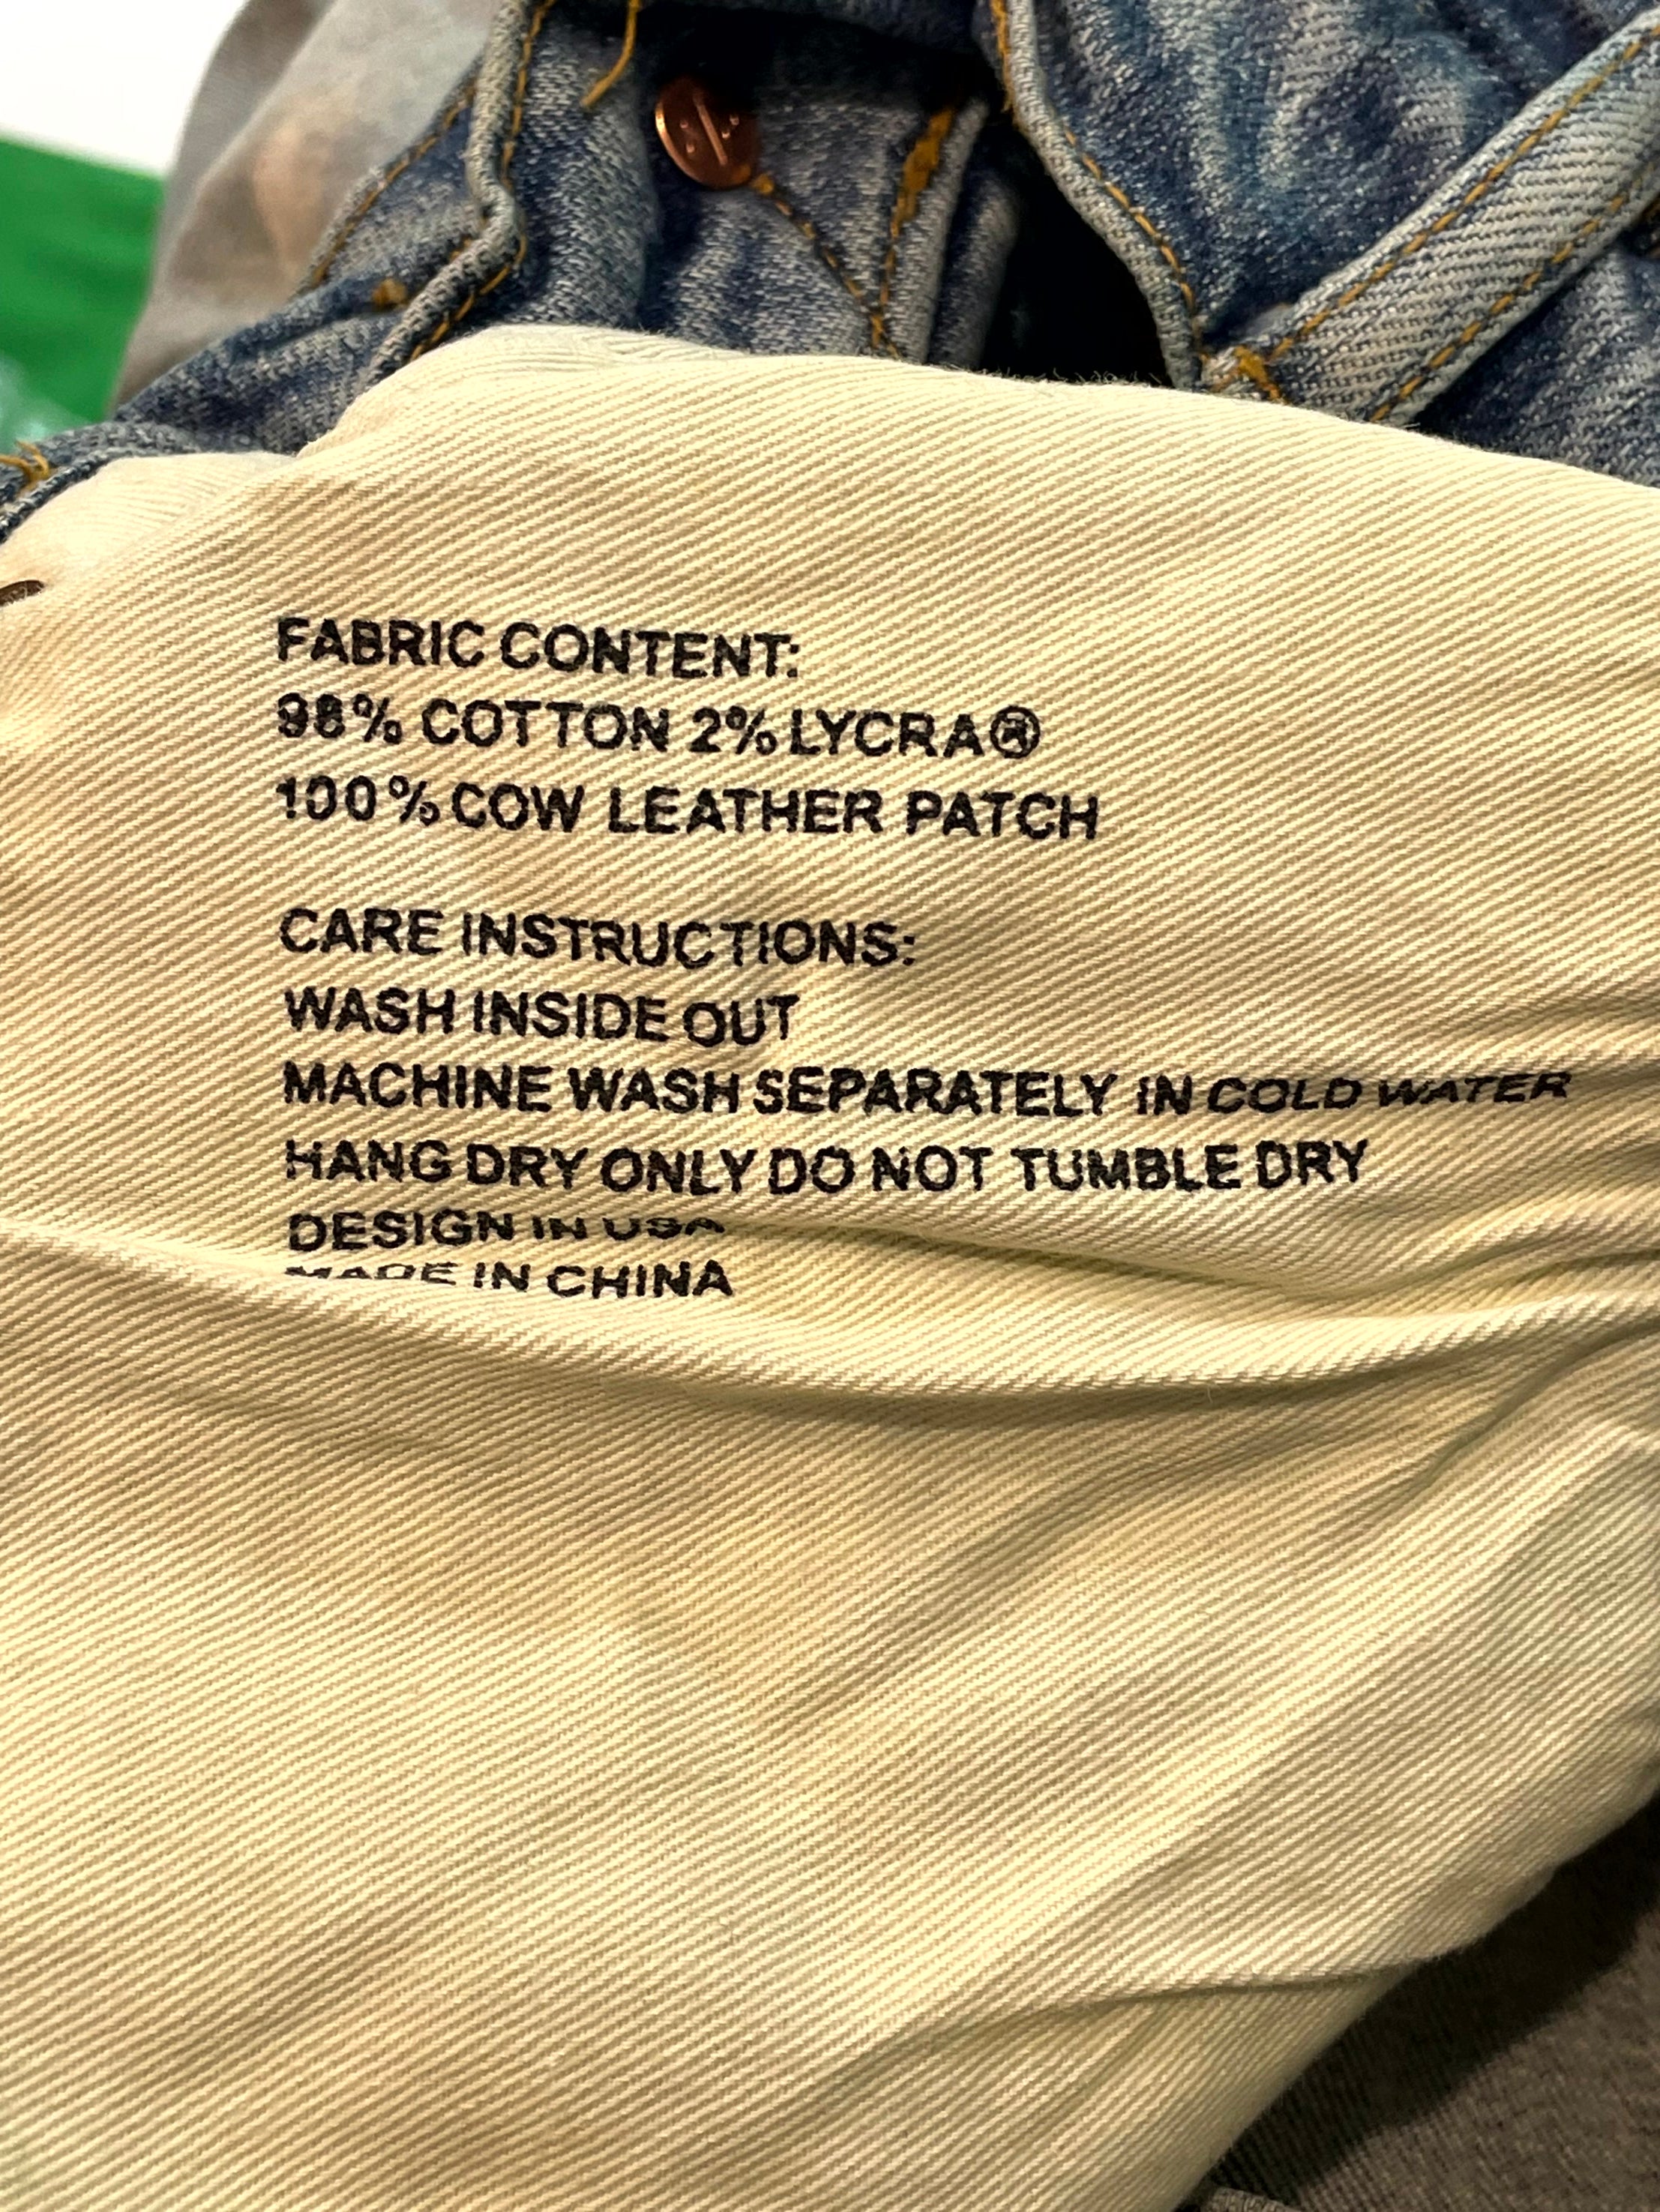 FABRIC CONTENT:
98% COTTON 2% LYCRA®
100% COW LEATHER PATCH
CARE INSTRUCTIONS:
WASH INSIDE OUT
MACHINE WASH SEPARATELY IN COLD WATER
HANG DRY ONLY DO NOT TUMBLE DRY
DESIGN IN USA
MADE IN CHINA